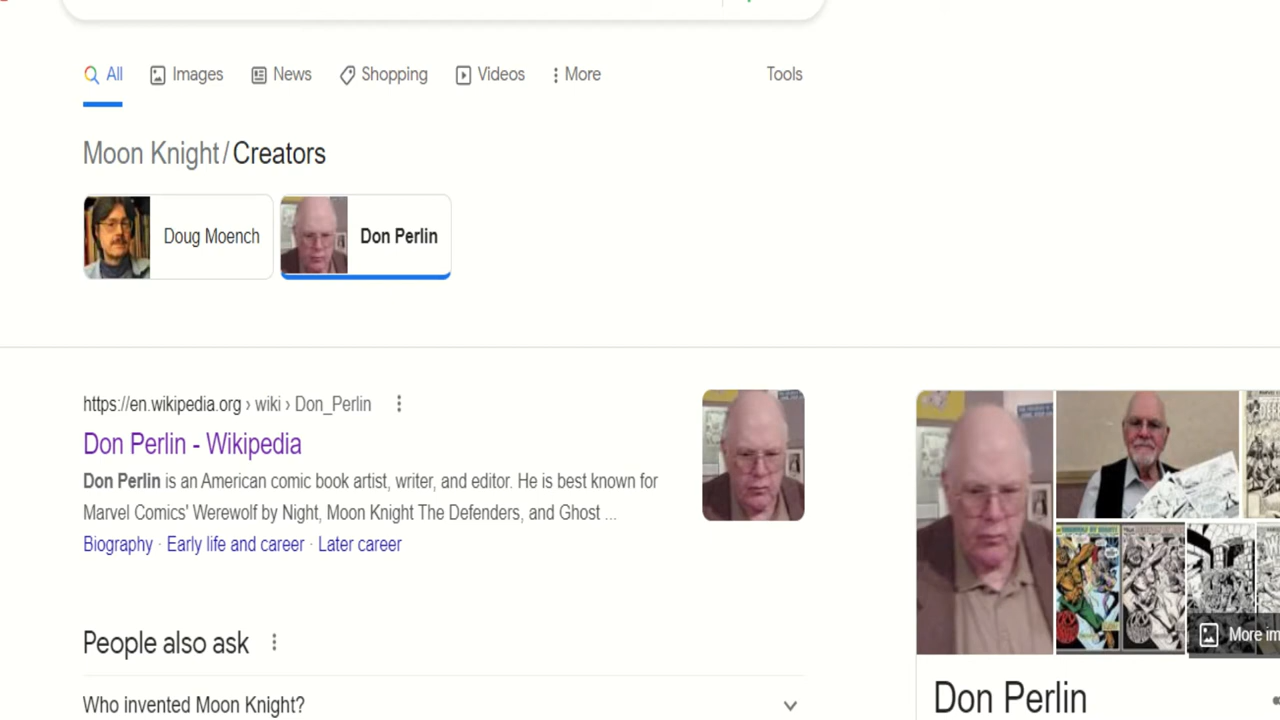 All Images News Shopping Videos More Tools
Moon Knight/Creators
Doug Moench Don Perlin
https://en.wikipedia.org › wiki › Don_Perlin
Don Perlin - Wikipedia
Don Perlin is an American comic book artist, writer, and editor. He is best known for
Marvel Comics' Werewolf by Night, Moon Knight The Defenders, and Ghost ...
Biography · Early life and career · Later career
More im
People also ask
Don Perlin
Who invented Moon Knight?